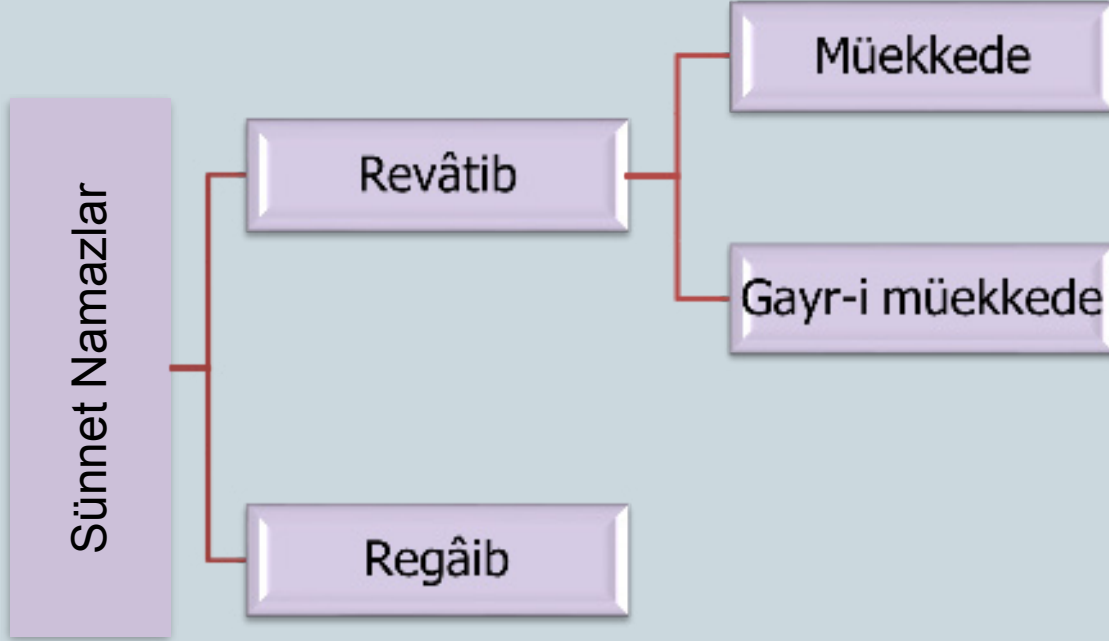 Sünnet Namazlar
Revâtib
Müekkede
Gayr-i müekkede
Regâib